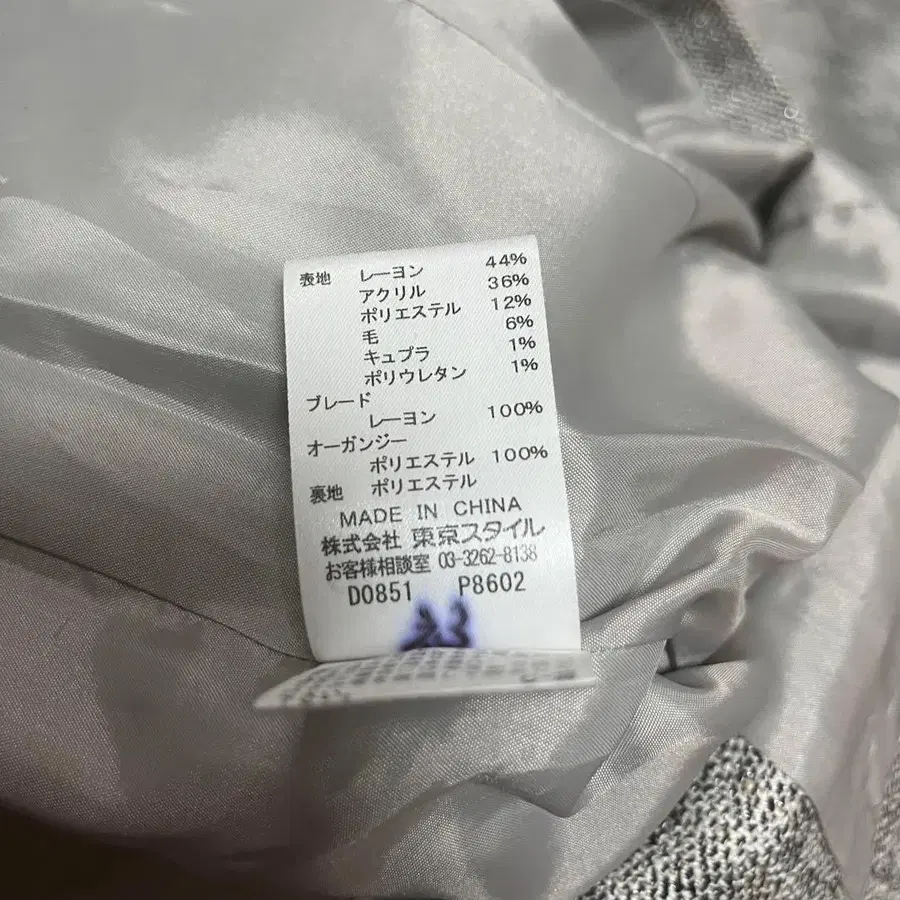 表地 レーヨン 44%
アクリル 36%
ポリエステル 12%
毛 6%
キュプラ 1%
ポリウレタン 1%
ブレード
レーヨン 100%
オーガンジー
ポリエステル 100%
裏地 ポリエステル
MADE IN CHINA
株式会社 東京スタイル
お客様相談室 03-3262-8138
D0851 P8602